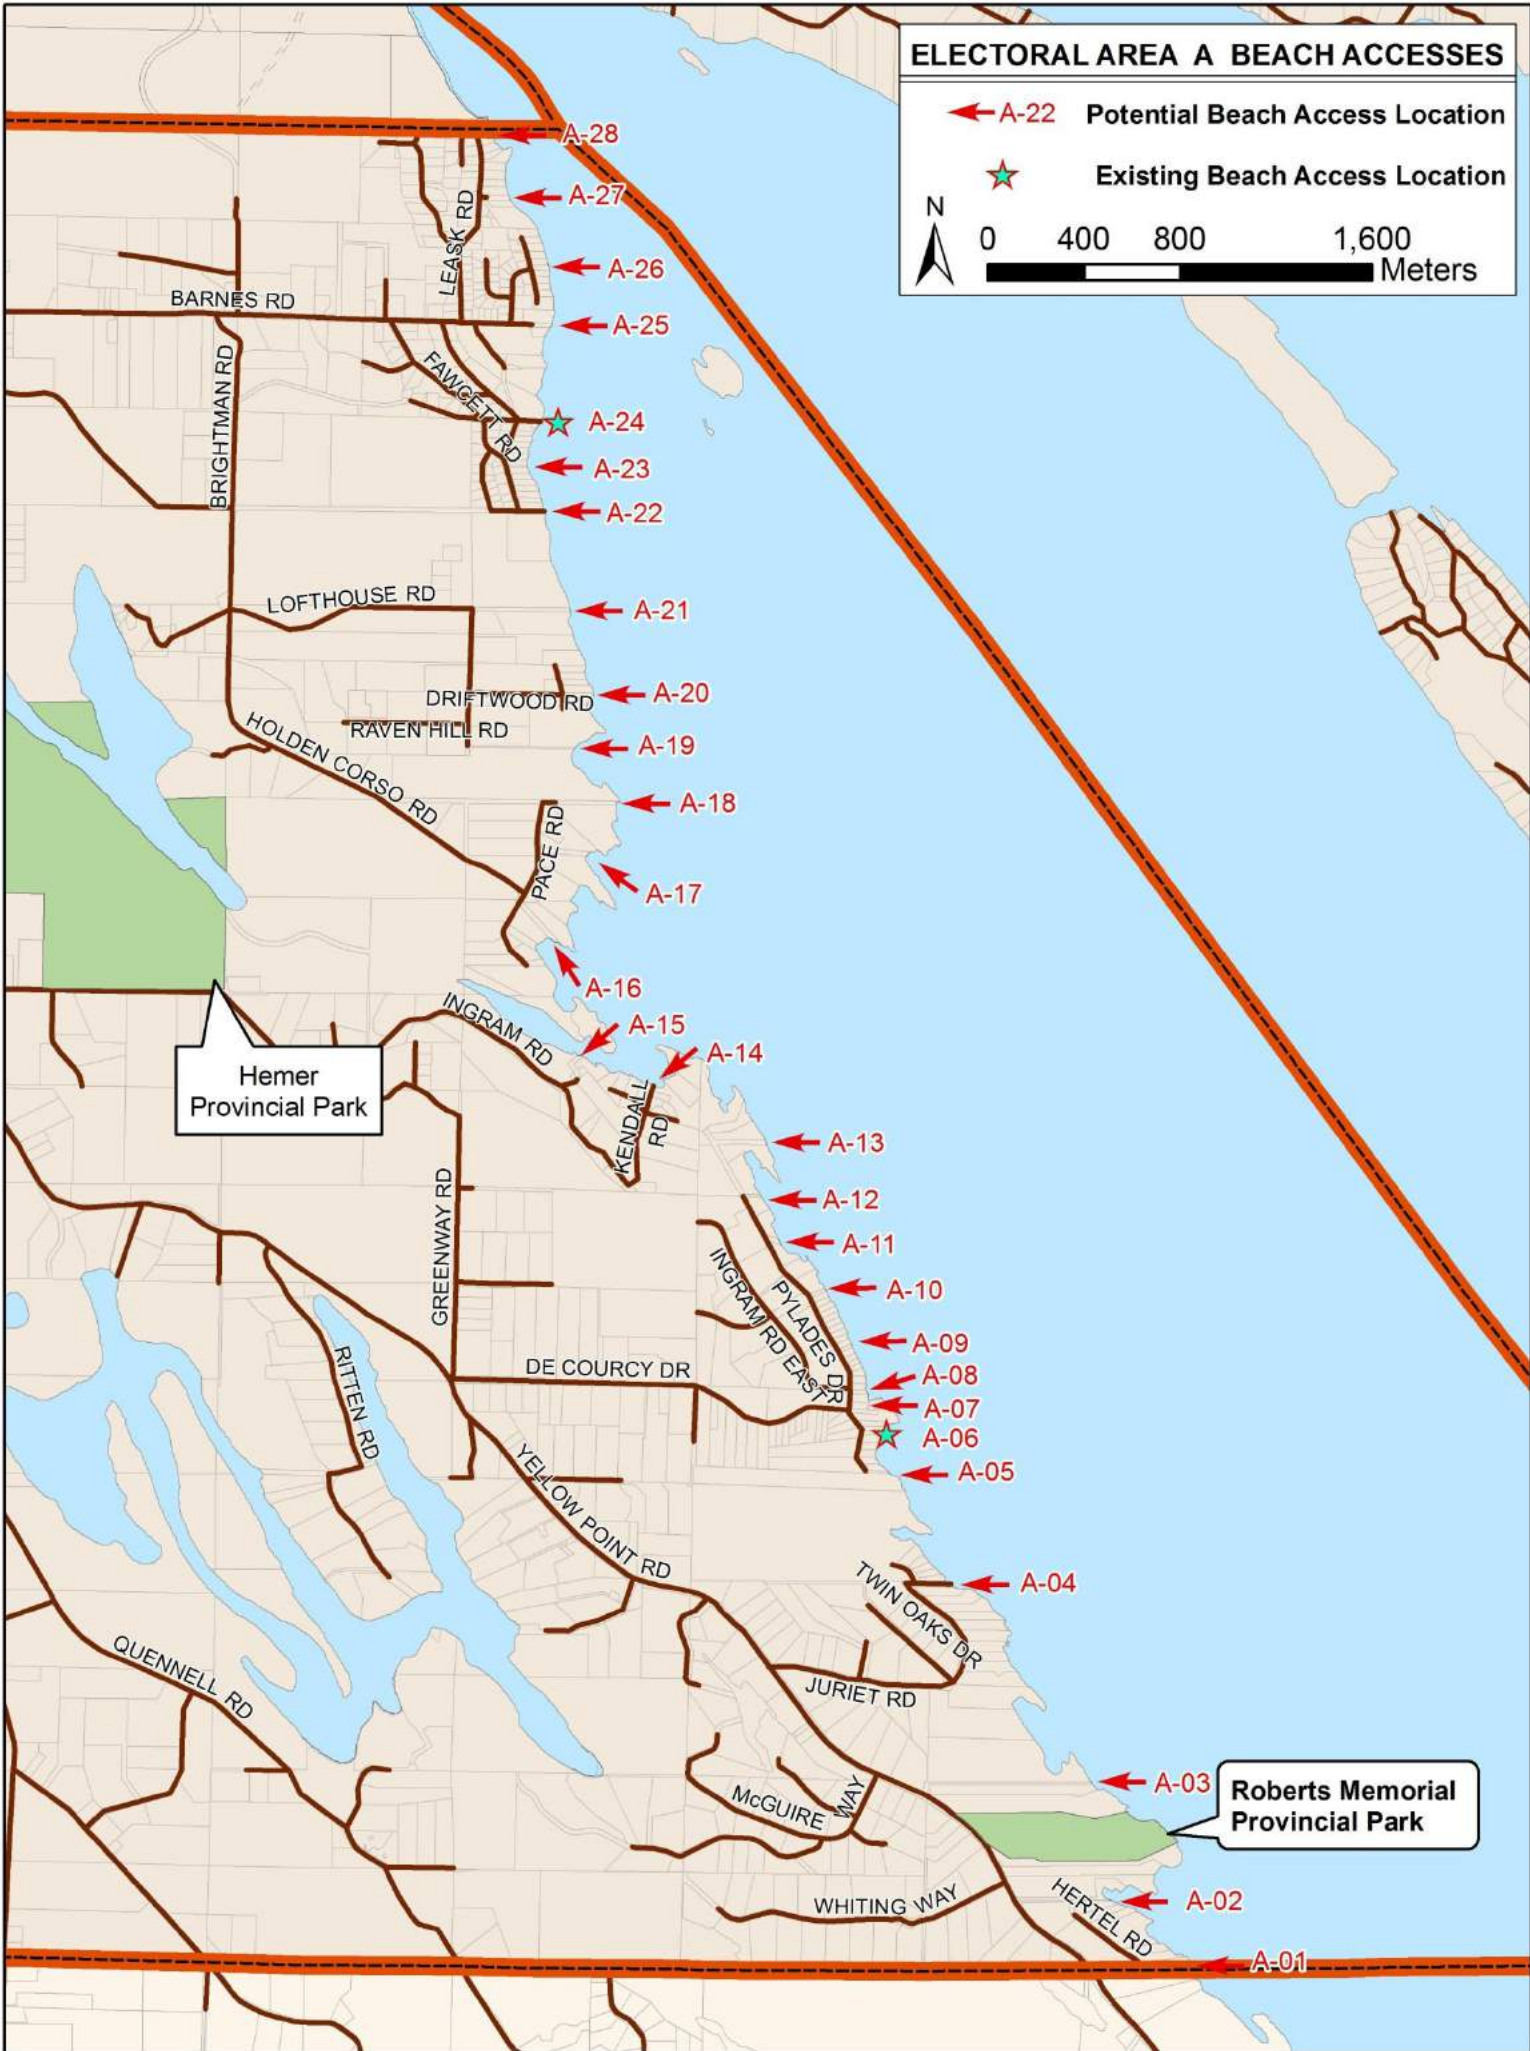 ELECTORAL AREA A BEACH ACCESSES
A-22 Potential Beach Access Location
Existing Beach Access Location
N
0 400 800 1,600
Meters
A-28
A-27
LEASK RD
A-26
BARNES RD
A-25
BRIGHTMAN RD
FAWCETT RD
A-24
A-23
A-22
LOFTHOUSE RD
A-21
DRIFTWOOD RD
A-20
RAVEN HILL RD
HOLDEN CORSO RD
A-19
A-18
PACE RD
A-17
A-16
INGRAM RD
A-15
A-14
Hemer
Provincial Park
KENDALL
RD
A-13
GREENWAY RD
A-12
A-11
INGRAM RD EAST
PYLADES DR
A-10
A-09
RITTEN RD
DE COURCY DR
A-08
A-07
A-06
A-05
YELLOW POINT RD
TWIN OAKS DR
A-04
QUENNELL RD
JURIET RD
A-03
Roberts Memorial
Provincial Park
McGUIRE WAY
WHITING WAY
HERTEL RD
A-02
A-01